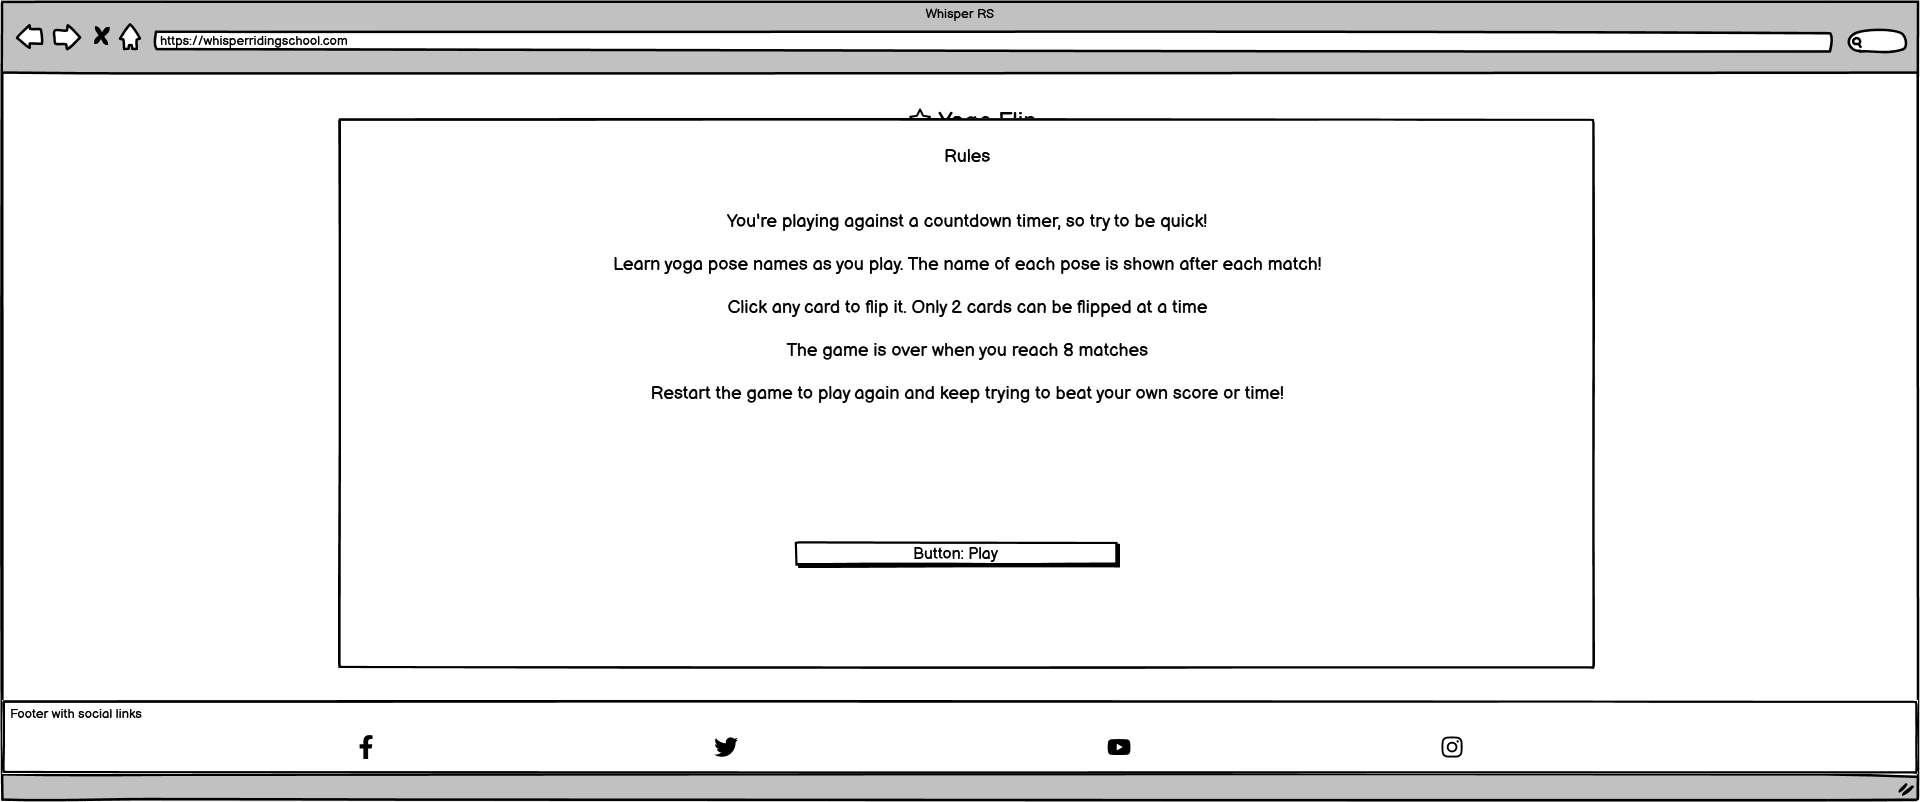 Whisper RS
https://whisperridingschool.com
Yoga Flip
Rules
You're playing against a countdown timer, so try to be quick!
Learn yoga pose names as you play. The name of each pose is shown after each match!
Click any card to flip it. Only 2 cards can be flipped at a time
The game is over when you reach 8 matches
Restart the game to play again and keep trying to beat your own score or time!
Button: Play
Footer with social links